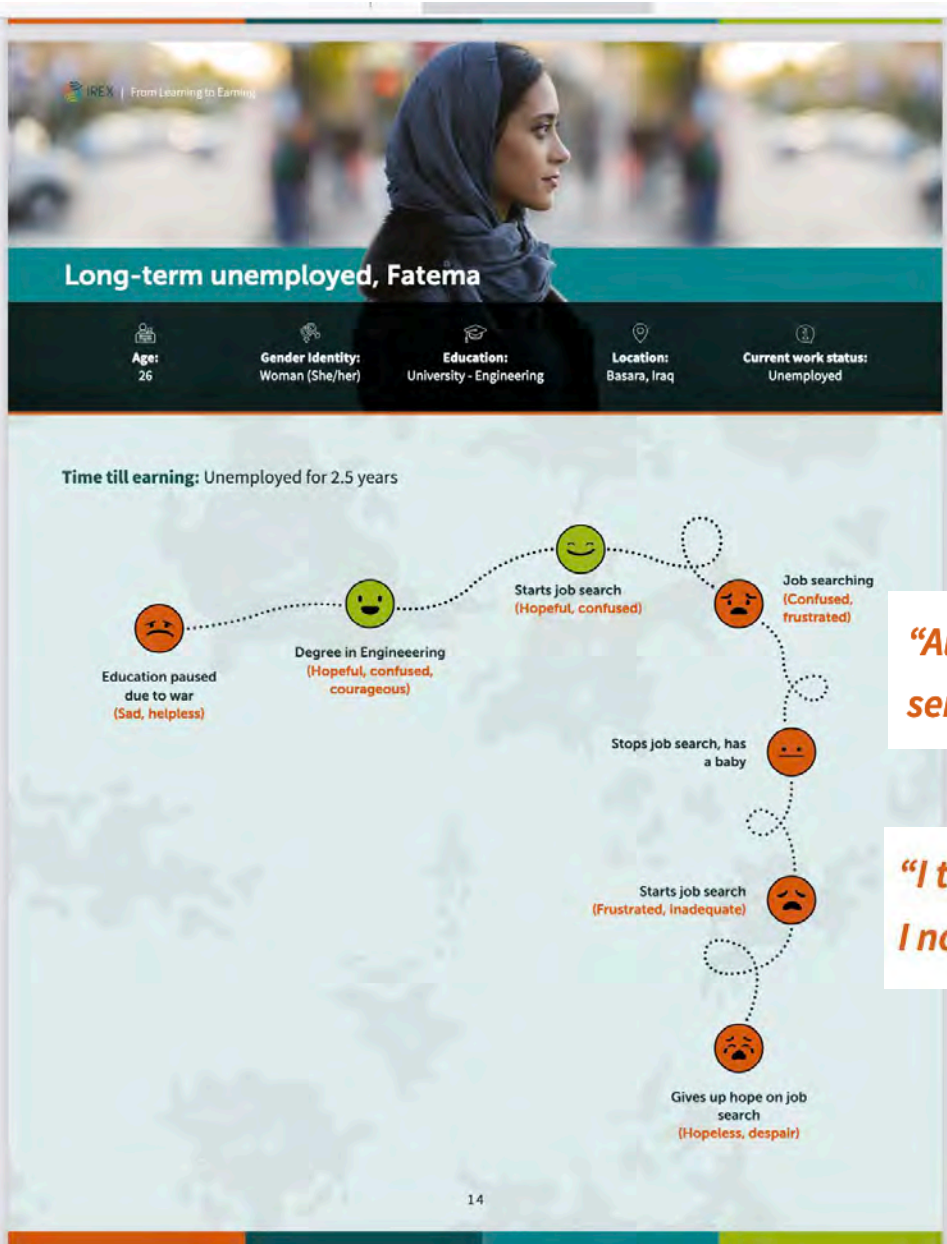 IREX | From Learning to Earning
Long-term unemployed, Fatema
Age:
26
Gender Identity:
Woman (She/her)
Education:
University - Engineering
Location:
Basara, Iraq
Current work status:
Unemployed
Time till earning: Unemployed for 2.5 years
Education paused
due to war
(Sad, helpless)
Degree in Engineeering
(Hopeful, confused,
courageous)
Starts job search
(Hopeful, confused)
Job searching
(Confused,
frustrated)
Stops job search, has
a baby
Starts job search
(Frustrated, inadequate)
Gives up hope on job
search
(Hopeless, despair)
“I t
I no
14